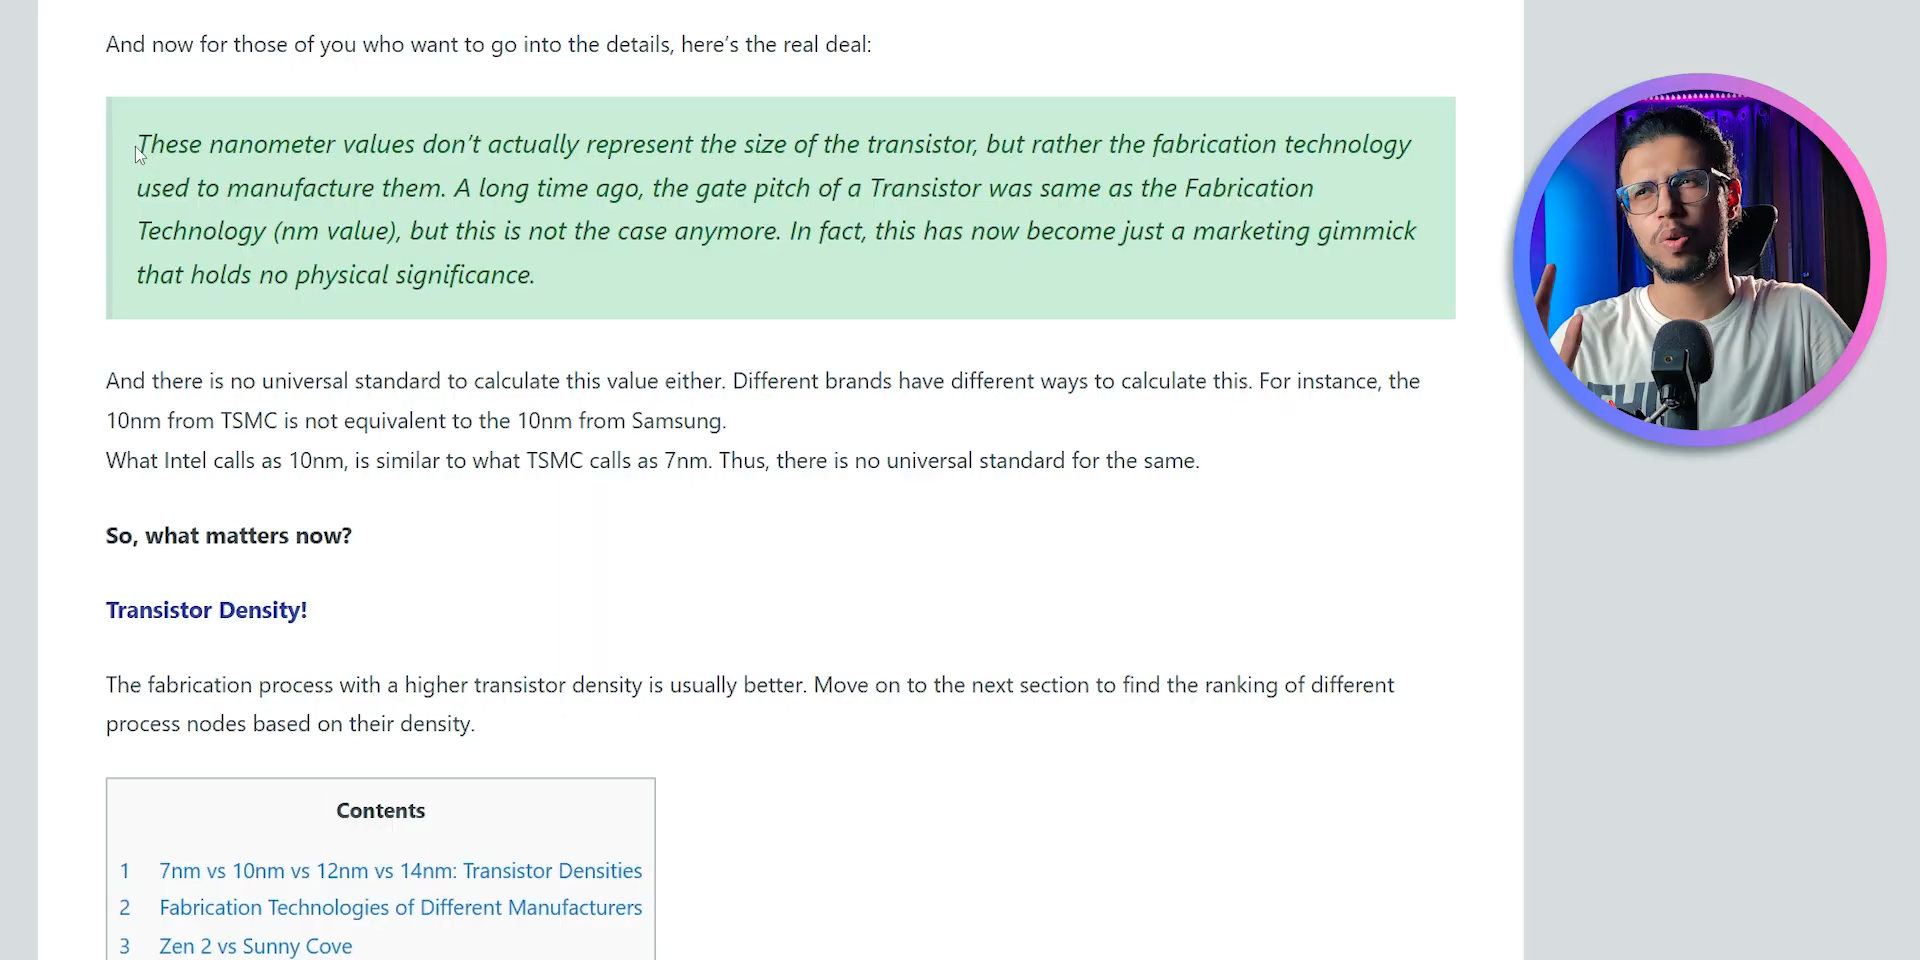 And now for those of you who want to go into the details, here's the real deal:
These nanometer values don't actually represent the size of the transistor, but rather the fabrication technology
used to manufacture them. A long time ago, the gate pitch of a Transistor was same as the Fabrication
Technology (nm value), but this is not the case anymore. In fact, this has now become just a marketing gimmick
that holds no physical significance.
And there is no universal standard to calculate this value either. Different brands have different ways to calculate this. For instance, the
10nm from TSMC is not equivalent to the 10nm from Samsung.
What Intel calls as 10nm, is similar to what TSMC calls as 7nm. Thus, there is no universal standard for the same.
So, what matters now?
Transistor Density!
The fabrication process with a higher transistor density is usually better. Move on to the next section to find the ranking of different
process nodes based on their density.
Contents
1 7nm vs 10nm vs 12nm vs 14nm: Transistor Densities
2 Fabrication Technologies of Different Manufacturers
3 Zen 2 vs Sunny Cove